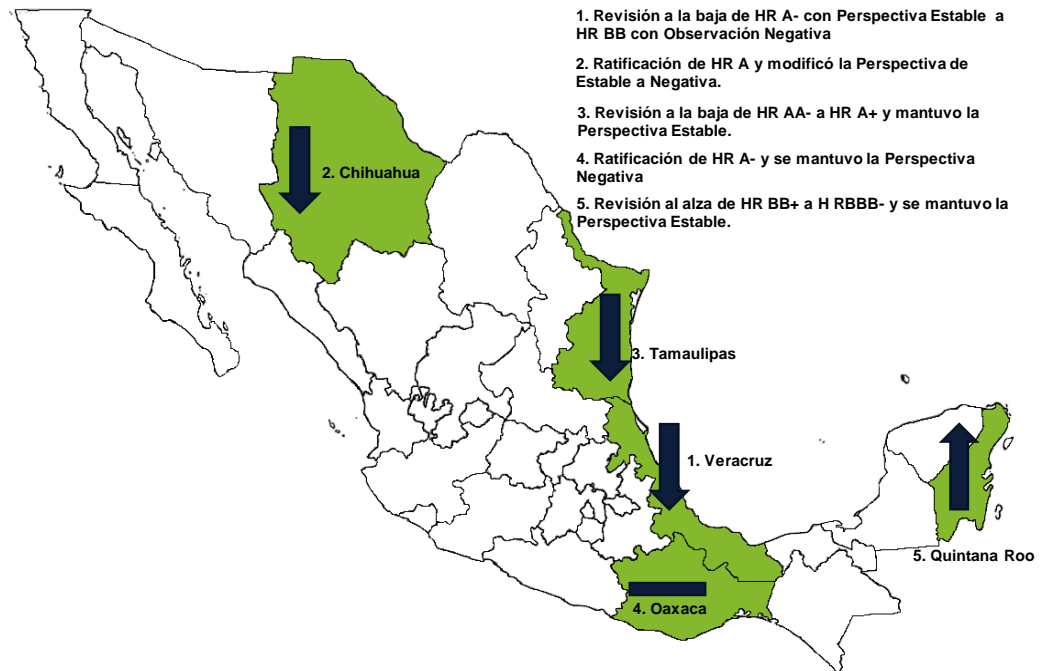 1. Revisión a la baja de HR A- con Perspectiva Estable a
HR BB con Observación Negativa
2. Ratificación de HR A y modificó la Perspectiva de
Estable a Negativa.
3. Revisión a la baja de HR AA- a HR A+ y mantuvo la
Perspectiva Estable.
4. Ratificación de HR A- y se mantuvo la Perspectiva
Negativa
5. Revisión al alza de HR BB+ a H RBBB- y se mantuvo la
Perspectiva Estable.
2. Chihuahua
3. Tamaulipas
1. Veracruz
5. Quintana Roo
4. Oaxaca